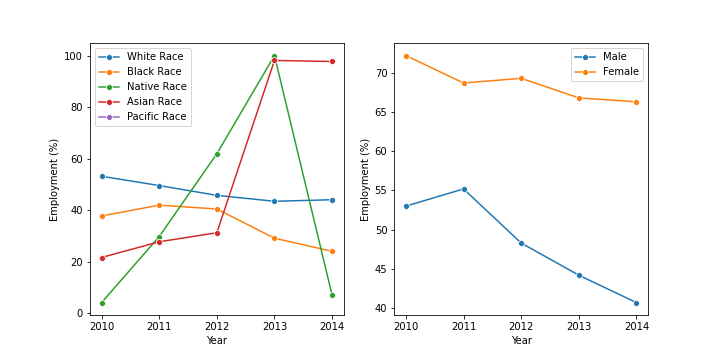 White Race
Black Race
Native Race
Asian Race
Pacific Race
100
80
60
40
20
0
Employment (%)
2010
2011
2012
2013
2014
Year
Male
Female
70
65
60
55
50
45
40
Employment (%)
2010
2011
2012
2013
2014
Year